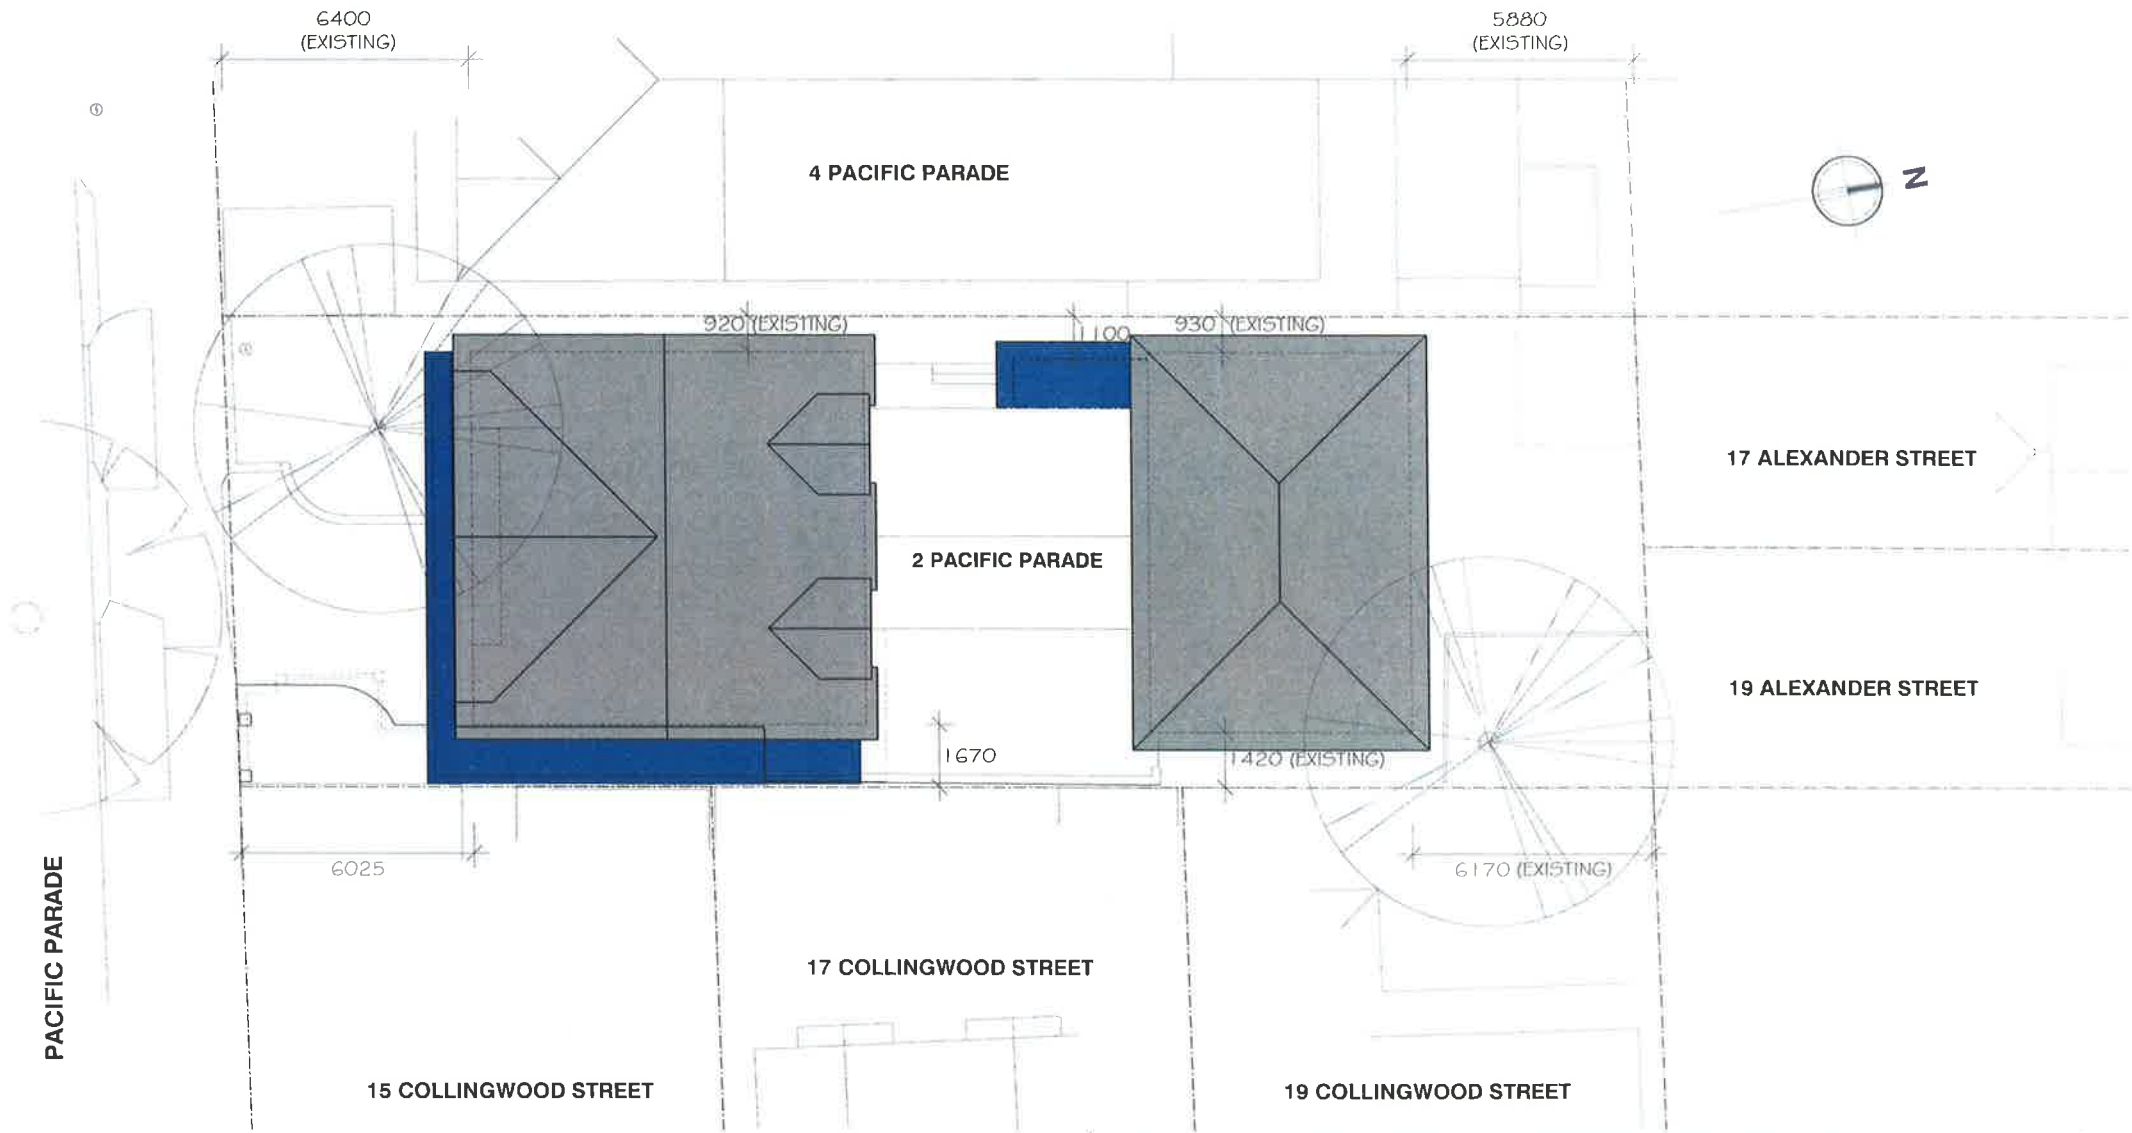 6400
(EXISTING)
5880
(EXISTING)
4 PACIFIC PARADE
N
920 (EXISTING)
1100
930 (EXISTING)
17 ALEXANDER STREET
2 PACIFIC PARADE
19 ALEXANDER STREET
1670
1420 (EXISTING)
6025
6170 (EXISTING)
PACIFIC PARADE
17 COLLINGWOOD STREET
15 COLLINGWOOD STREET
19 COLLINGWOOD STREET